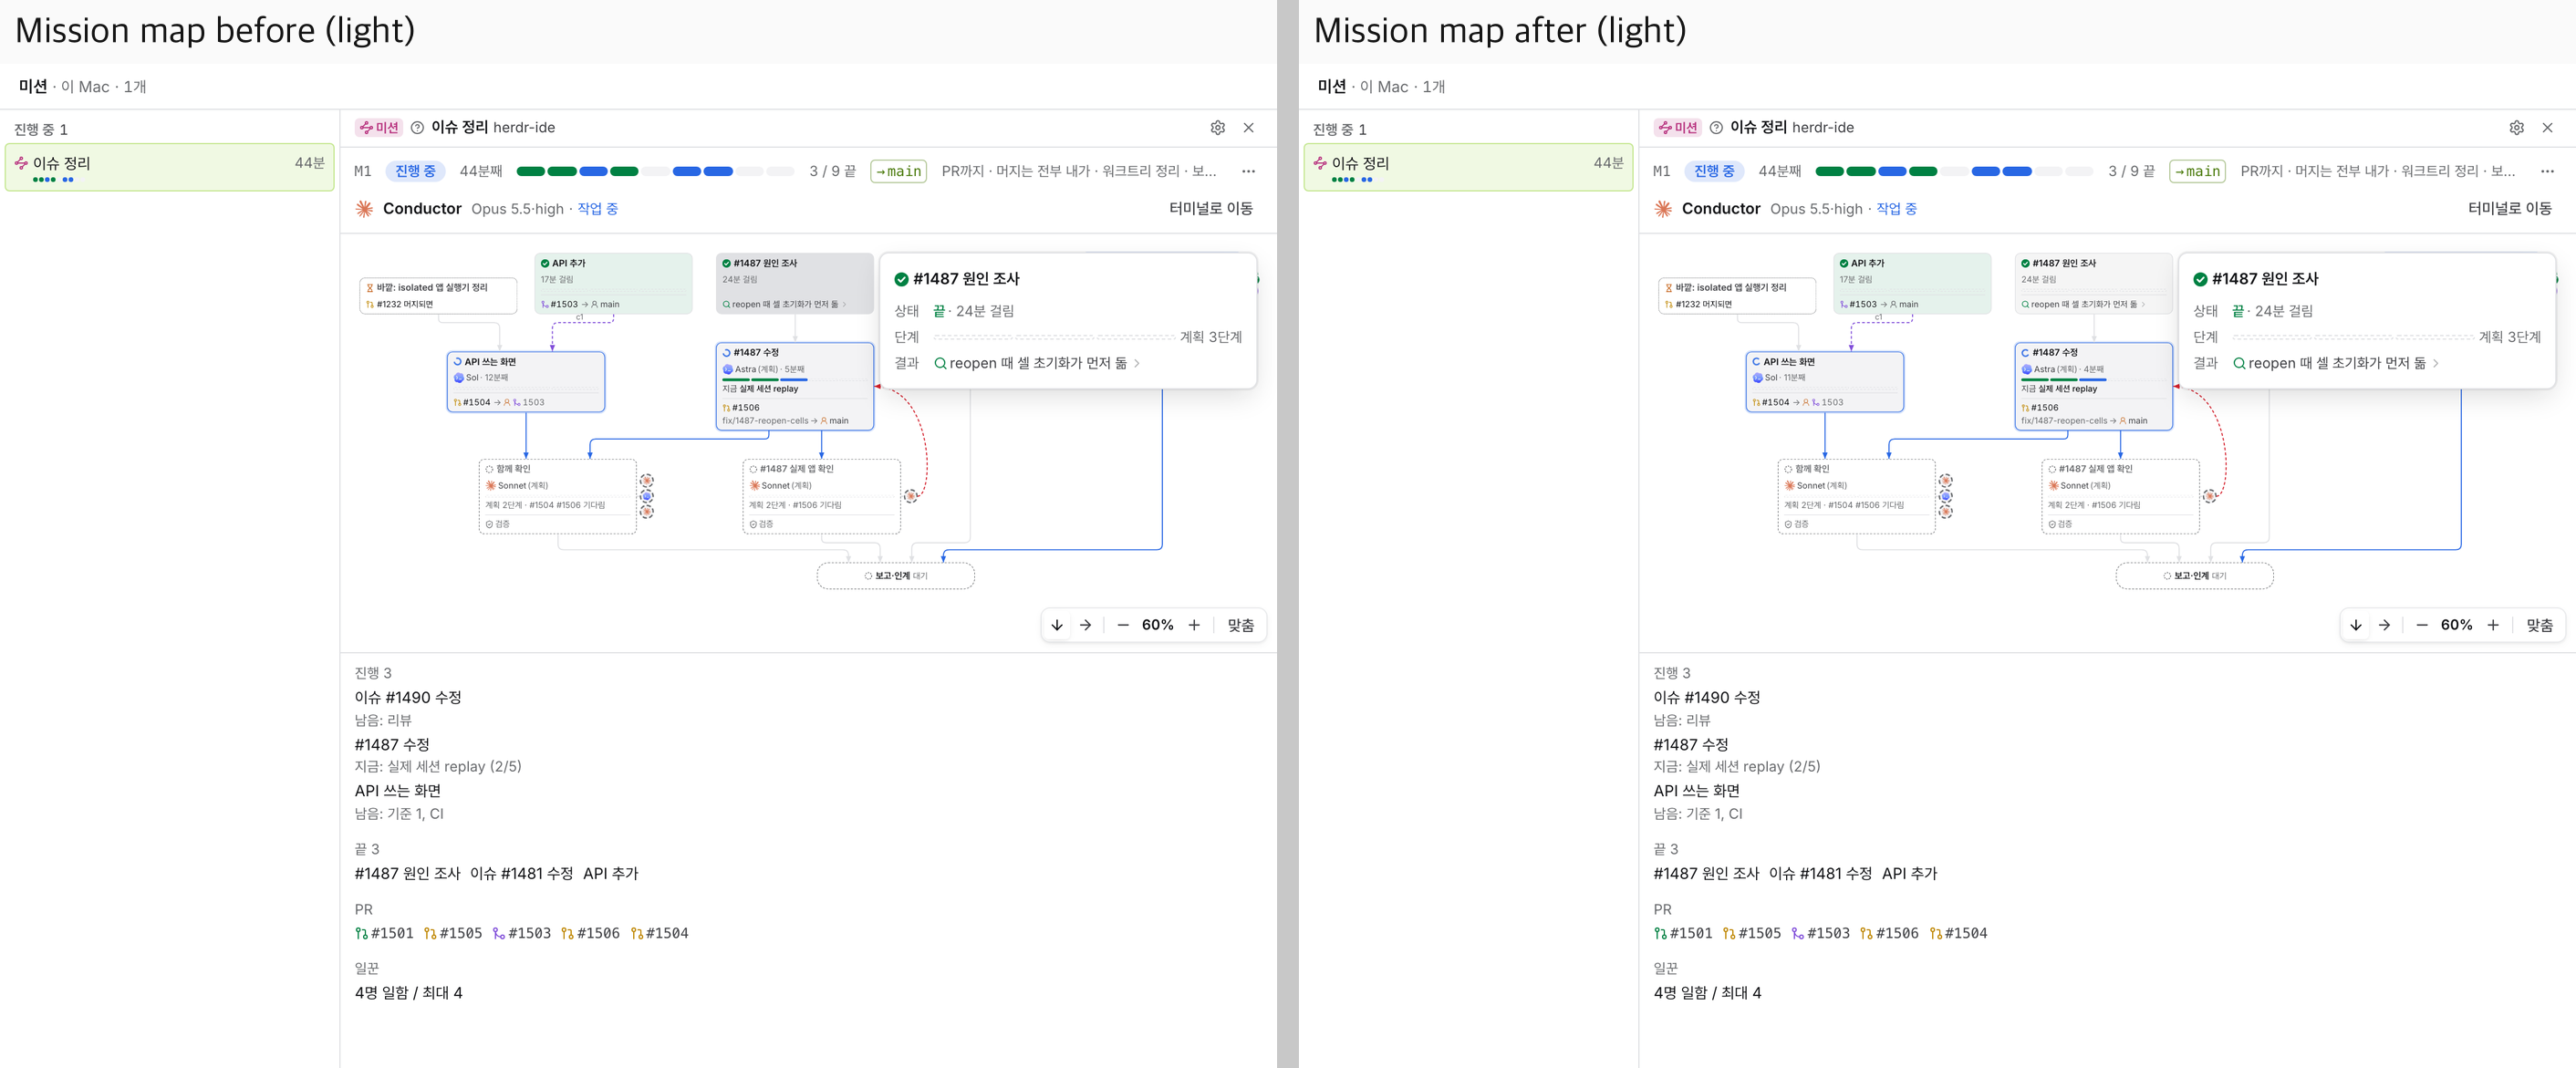 Mission map before (light)
미션 · 이 Mac · 1개
진행 중 1
이슈 정리 44분
미션 이슈 정리 herdr-ide
M1 진행 중 44분째 3 / 9 끝 →main PR까지 · 머지는 전부 내가 · 워크트리 정리 · 보...
Conductor Opus 5.5·high · 작업 중 터미널로 이동
바깥: isolated 앱 실행기 정리
#1232 머지되면
API 추가
17분 걸림
#1503 → main
c1
#1487 원인 조사
24분 걸림
reopen 때 셀 초기화가 먼저 돎 >
#1487 원인 조사
상태 끝 · 24분 걸림
단계 계획 3단계
결과 reopen 때 셀 초기화가 먼저 돎 >
API 쓰는 화면
Sol · 12분째
#1504 → 1503
#1487 수정
Astra (계획) · 5분째
지금 실제 세션 replay
#1506
fix/1487-reopen-cells → main
함께 확인
Sonnet (계획)
계획 2단계 · #1504 #1506 기다림
검증
#1487 실제 앱 확인
Sonnet (계획)
계획 2단계 · #1506 기다림
검증
보고·인계 대기
60% 맞춤
진행 3
이슈 #1490 수정
남음: 리뷰
#1487 수정
지금: 실제 세션 replay (2/5)
API 쓰는 화면
남음: 기준 1, CI
끝 3
#1487 원인 조사 이슈 #1481 수정 API 추가
PR
#1501 #1505 #1503 #1506 #1504
일꾼
4명 일함 / 최대 4
Mission map after (light)
미션 · 이 Mac · 1개
진행 중 1
이슈 정리 44분
미션 이슈 정리 herdr-ide
M1 진행 중 44분째 3 / 9 끝 →main PR까지 · 머지는 전부 내가 · 워크트리 정리 · 보...
Conductor Opus 5.5·high · 작업 중 터미널로 이동
바깥: isolated 앱 실행기 정리
#1232 머지되면
API 추가
17분 걸림
#1503 → main
c1
#1487 원인 조사
24분 걸림
reopen 때 셀 초기화가 먼저 돎 >
#1487 원인 조사
상태 끝 · 24분 걸림
단계 계획 3단계
결과 reopen 때 셀 초기화가 먼저 돎 >
API 쓰는 화면
Sol · 11분째
#1504 → 1503
#1487 수정
Astra (계획) · 4분째
지금 실제 세션 replay
#1506
fix/1487-reopen-cells → main
함께 확인
Sonnet (계획)
계획 2단계 · #1504 #1506 기다림
검증
#1487 실제 앱 확인
Sonnet (계획)
계획 2단계 · #1506 기다림
검증
보고·인계 대기
60% 맞춤
진행 3
이슈 #1490 수정
남음: 리뷰
#1487 수정
지금: 실제 세션 replay (2/5)
API 쓰는 화면
남음: 기준 1, CI
끝 3
#1487 원인 조사 이슈 #1481 수정 API 추가
PR
#1501 #1505 #1503 #1506 #1504
일꾼
4명 일함 / 최대 4